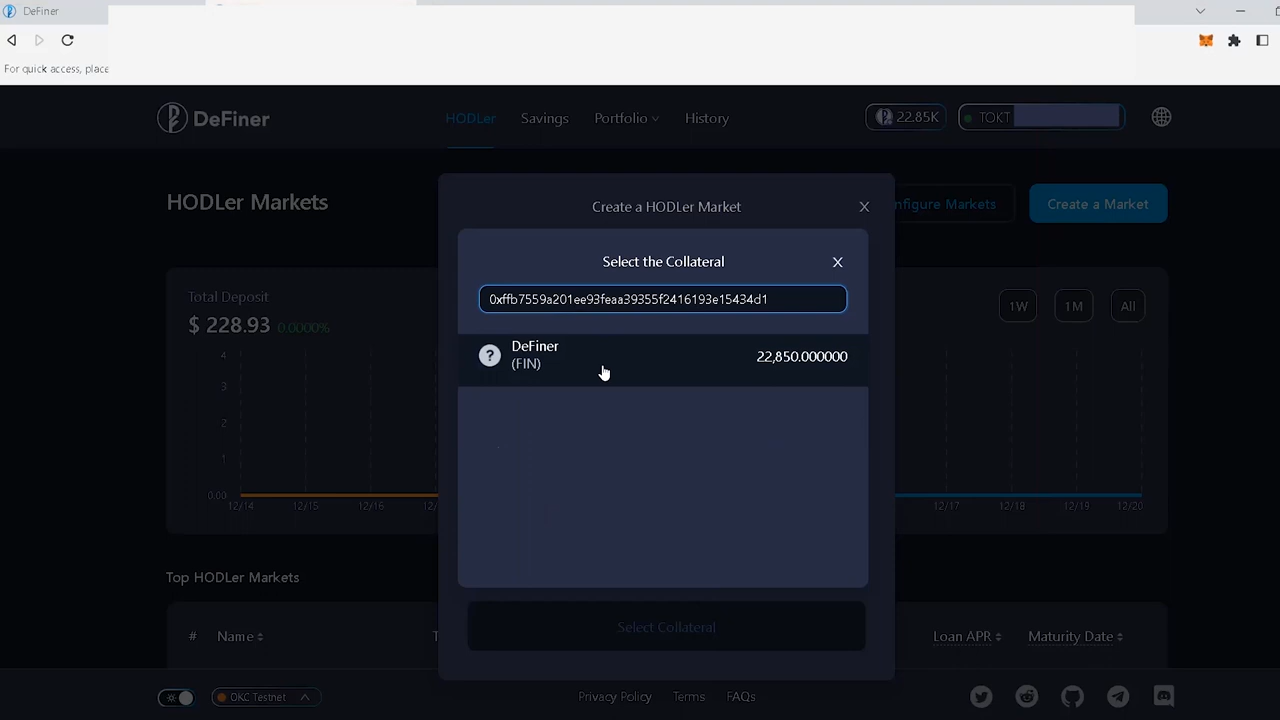 DeFiner
For quick access, place
DeFiner
HODLer
Savings
Portfolio
History
22.85K
TOKT
HODLer Markets
nfigure Markets
Create a Market
Create a HODLer Market
X
Select the Collateral
X
0xffb7559a201ee93feaa39355f2416193e15434d1
?
DeFiner
(FIN)
22,850.000000
Total Deposit
$ 228.93 0.0000%
1W
1M
All
4
3
2
1
0.00
12/14
12/15
12/16
12/
12/17
12/18
12/19
12/20
Top HODLer Markets
Select Collateral
#
Name
T
Loan APR
Maturity Date
OKC Testnet
Privacy Policy
Terms
FAQs